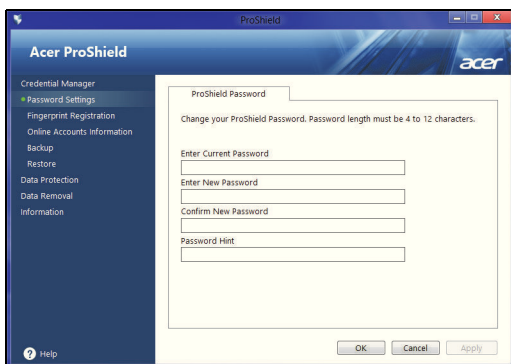 ProShield
Acer ProShield
acer
Credential Manager
Password Settings
Fingerprint Registration
Online Accounts Information
Backup
Restore
Data Protection
Data Removal
Information
Help
ProShield Password
Change your ProShield Password. Password length must be 4 to 12 characters.
Enter Current Password
Enter New Password
Confirm New Password
Password Hint
OK
Cancel
Apply